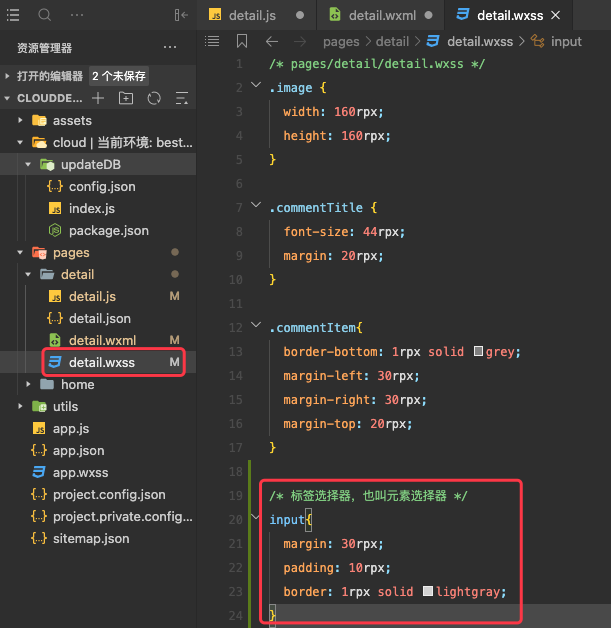 detail.js
detail.wxml
detail.wxss
资源管理器
pages > detail > detail.wxss > input
打开的编辑器 2 个未保存
CLOUDDE...
assets
cloud | 当前环境: best...
updateDB
config.json
index.js
package.json
pages
detail
detail.js M
detail.json
detail.wxml M
detail.wxss M
home
utils
app.js
app.json
app.wxss
project.config.json
project.private.config...
sitemap.json
1 /* pages/detail/detail.wxss */
2 .image {
3 width: 160rpx;
4 height: 160rpx;
5 }
6
7 .commentTitle {
8 font-size: 44rpx;
9 margin: 20rpx;
10 }
11
12 .commentItem{
13 border-bottom: 1rpx solid grey;
14 margin-left: 30rpx;
15 margin-right: 30rpx;
16 margin-top: 20rpx;
17 }
18
19 /* 标签选择器，也叫元素选择器 */
20 input{
21 margin: 30rpx;
22 padding: 10rpx;
23 border: 1rpx solid lightgray;
24 }